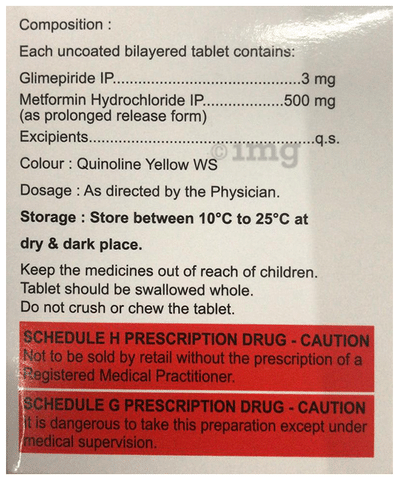 Composition :
Each uncoated bilayered tablet contains:
Glimepiride IP.............................................3 mg
Metformin Hydrochloride IP...................500 mg
(as prolonged release form)
Excipients......................................................q.s.
©img
Colour : Quinoline Yellow WS
Dosage : As directed by the Physician.
Storage : Store between 10°C to 25°C at
dry & dark place.
Keep the medicines out of reach of children.
Tablet should be swallowed whole.
Do not crush or chew the tablet.
SCHEDULE H PRESCRIPTION DRUG - CAUTION
Not to be sold by retail without the prescription of a
Registered Medical Practitioner.
SCHEDULE G PRESCRIPTION DRUG - CAUTION
it is dangerous to take this preparation except under
medical supervision.